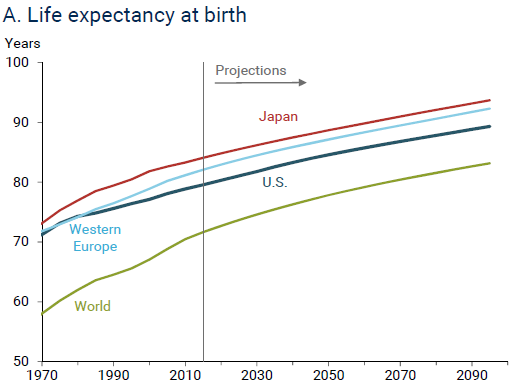 A. Life expectancy at birth
Years
100
Projections
90
Japan
80
U.S.
70
Western
Europe
60
World
50
1970
1990
2010
2030
2050
2070
2090